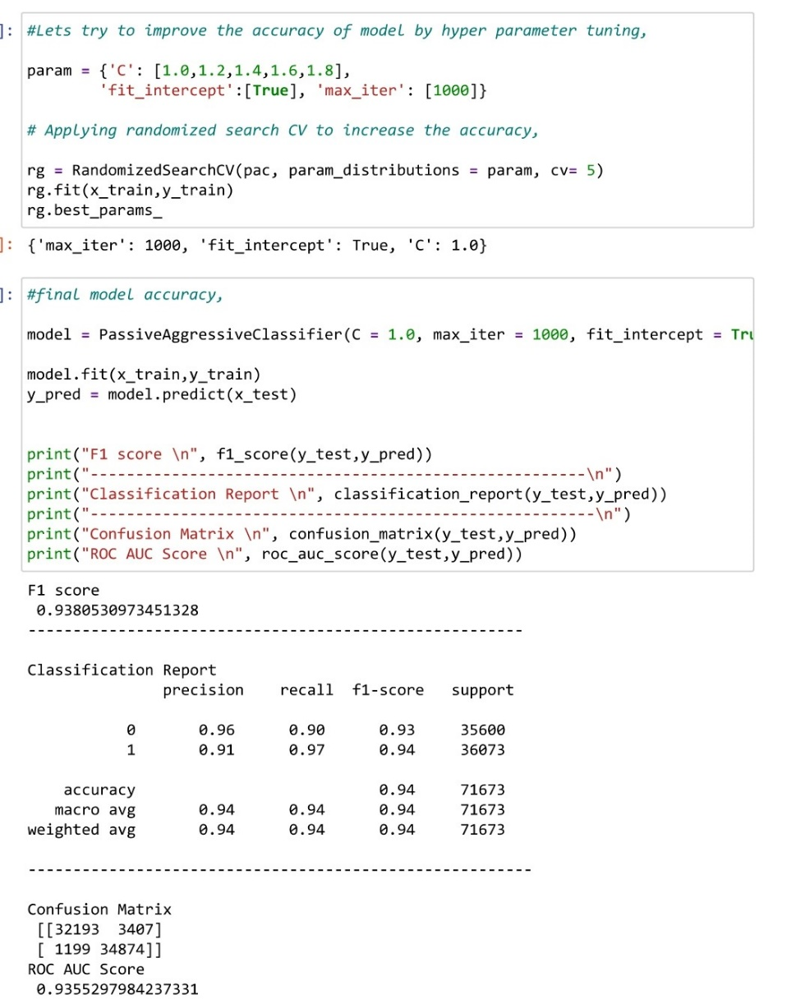 ]: #Lets try to improve the accuracy of model by hyper parameter tuning,
param = {'C': [1.0,1.2,1.4,1.6,1.8],
'fit_intercept':[True], 'max_iter': [1000]}
# Applying randomized search CV to increase the accuracy,
rg = RandomizedSearchCV(pac, param_distributions = param, cv= 5)
rg.fit(x_train,y_train)
rg.best_params_
]: {'max_iter': 1000, 'fit_intercept': True, 'C': 1.0}
]: #final model accuracy,
model = PassiveAggressiveClassifier(C = 1.0, max_iter = 1000, fit_intercept = Tru
model.fit(x_train,y_train)
y_pred = model.predict(x_test)
print("F1 score \n", f1_score(y_test,y_pred))
print("-------------------------------------------------------\n")
print("Classification Report \n", classification_report(y_test,y_pred))
print("--------------------------------------------------------\n")
print("Confusion Matrix \n", confusion_matrix(y_test,y_pred))
print("ROC AUC Score \n", roc_auc_score(y_test,y_pred))
F1 score
0.9380530973451328
-------------------------------------------------------
Classification Report
precision recall f1-score support
0 0.96 0.90 0.93 35600
1 0.91 0.97 0.94 36073
accuracy 0.94 71673
macro avg 0.94 0.94 0.94 71673
weighted avg 0.94 0.94 0.94 71673
--------------------------------------------------------
Confusion Matrix
[[32193 3407]
[ 1199 34874]]
ROC AUC Score
0.9355297984237331